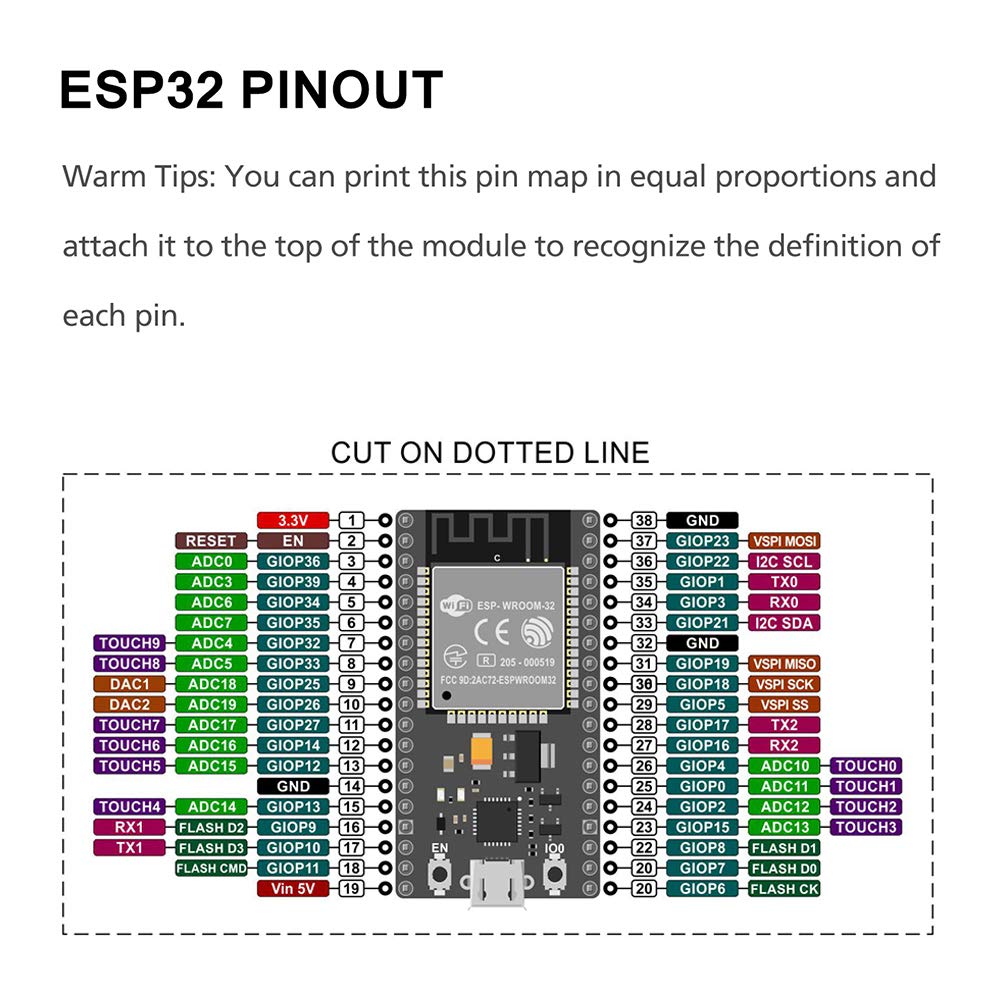 ESP32 PINOUT
Warm Tips: You can print this pin map in equal proportions and
attach it to the top of the module to recognize the definition of
each pin.
CUT ON DOTTED LINE
3.3V 1 38 GND
RESET EN 2 37 GIOP23 VSPI MOSI
ADC0 GIOP36 3 36 GIOP22 I2C SCL
ADC3 GIOP39 4 35 GIOP1 TX0
ADC6 GIOP34 5 34 GIOP3 RX0
ADC7 GIOP35 6 33 GIOP21 I2C SDA
TOUCH9 ADC4 GIOP32 7 32 GND
TOUCH8 ADC5 GIOP33 8 31 GIOP19 VSPI MISO
DAC1 ADC18 GIOP25 9 30 GIOP18 VSPI SCK
DAC2 ADC19 GIOP26 10 29 GIOP5 VSPI SS
TOUCH7 ADC17 GIOP27 11 28 GIOP17 TX2
TOUCH6 ADC16 GIOP14 12 27 GIOP16 RX2
TOUCH5 ADC15 GIOP12 13 26 GIOP4 ADC10 TOUCH0
GND 14 25 GIOP0 ADC11 TOUCH1
TOUCH4 ADC14 GIOP13 15 24 GIOP2 ADC12 TOUCH2
RX1 FLASH D2 GIOP9 16 23 GIOP15 ADC13 TOUCH3
TX1 FLASH D3 GIOP10 17 22 GIOP8 FLASH D1
FLASH CMD GIOP11 18 20 GIOP7 FLASH D0
Vin 5V 19 20 GIOP6 FLASH CK
C
WiFi ESP- WROOM-32
CE
R 205 - 000519
FCC 9D:2AC72-ESPWROOM32
EN IO0